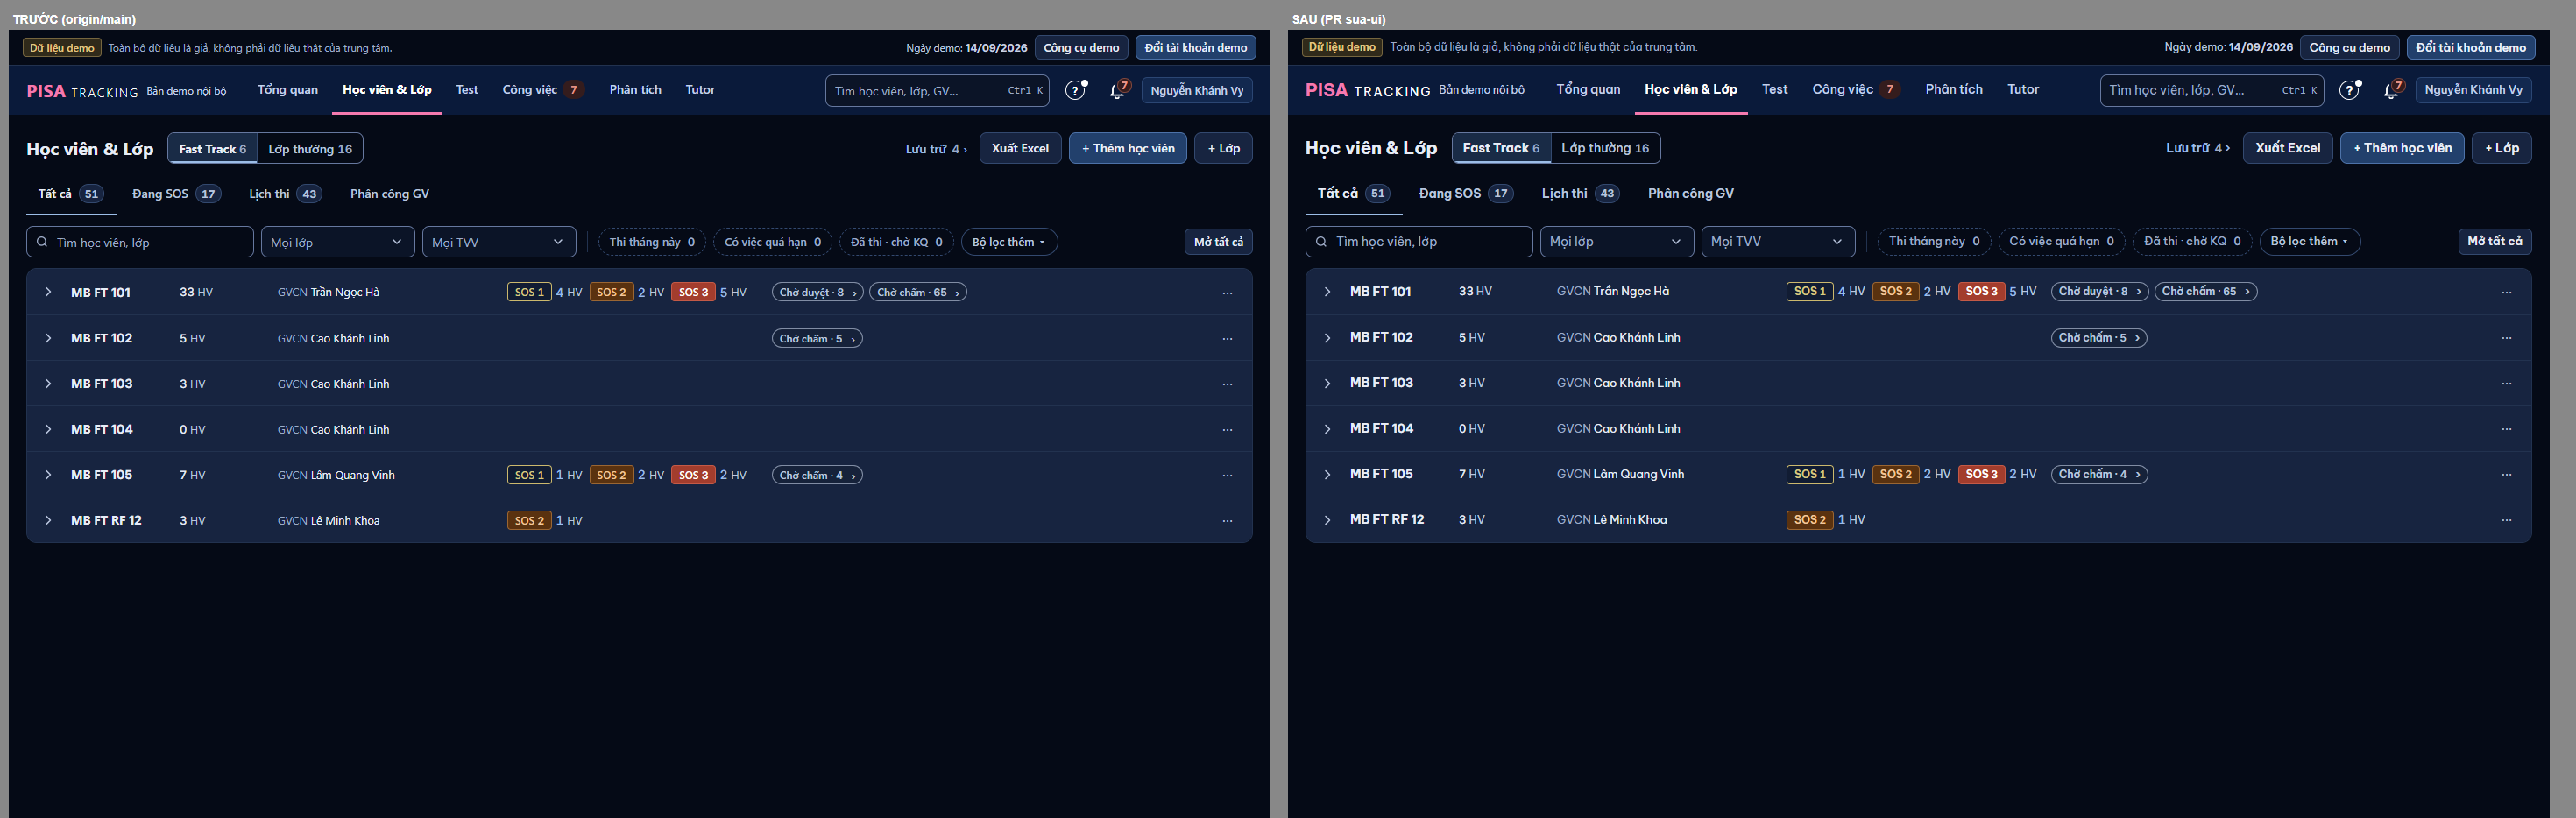 TRƯỚC (origin/main)
Dữ liệu demo Toàn bộ dữ liệu là giả, không phải dữ liệu thật của trung tâm. Ngày demo: 14/09/2026 Công cụ demo Đổi tài khoản demo
PISA TRACKING Bản demo nội bộ Tổng quan Học viên & Lớp Test Công việc 7 Phân tích Tutor Tìm học viên, lớp, GV... Ctrl K ? 7 Nguyễn Khánh Vy
Học viên & Lớp Fast Track 6 Lớp thường 16 Lưu trữ 4 › Xuất Excel + Thêm học viên + Lớp
Tất cả 51 Đang SOS 17 Lịch thi 43 Phân công GV
Tìm học viên, lớp Mọi lớp Mọi TVV Thi tháng này 0 Có việc quá hạn 0 Đã thi · chờ KQ 0 Bộ lọc thêm Mở tất cả
MB FT 101 33 HV GVCN Trần Ngọc Hà SOS 1 4 HV SOS 2 2 HV SOS 3 5 HV Chờ duyệt · 8 › Chờ chấm · 65 › ...
MB FT 102 5 HV GVCN Cao Khánh Linh Chờ chấm · 5 › ...
MB FT 103 3 HV GVCN Cao Khánh Linh ...
MB FT 104 0 HV GVCN Cao Khánh Linh ...
MB FT 105 7 HV GVCN Lâm Quang Vinh SOS 1 1 HV SOS 2 2 HV SOS 3 2 HV Chờ chấm · 4 › ...
MB FT RF 12 3 HV GVCN Lê Minh Khoa SOS 2 1 HV ...
SAU (PR sua-ui)
Dữ liệu demo Toàn bộ dữ liệu là giả, không phải dữ liệu thật của trung tâm. Ngày demo: 14/09/2026 Công cụ demo Đổi tài khoản demo
PISA TRACKING Bản demo nội bộ Tổng quan Học viên & Lớp Test Công việc 7 Phân tích Tutor Tìm học viên, lớp, GV... Ctrl K ? 7 Nguyễn Khánh Vy
Học viên & Lớp Fast Track 6 Lớp thường 16 Lưu trữ 4 › Xuất Excel + Thêm học viên + Lớp
Tất cả 51 Đang SOS 17 Lịch thi 43 Phân công GV
Tìm học viên, lớp Mọi lớp Mọi TVV Thi tháng này 0 Có việc quá hạn 0 Đã thi · chờ KQ 0 Bộ lọc thêm Mở tất cả
MB FT 101 33 HV GVCN Trần Ngọc Hà SOS 1 4 HV SOS 2 2 HV SOS 3 5 HV Chờ duyệt · 8 › Chờ chấm · 65 › ...
MB FT 102 5 HV GVCN Cao Khánh Linh Chờ chấm · 5 › ...
MB FT 103 3 HV GVCN Cao Khánh Linh ...
MB FT 104 0 HV GVCN Cao Khánh Linh ...
MB FT 105 7 HV GVCN Lâm Quang Vinh SOS 1 1 HV SOS 2 2 HV SOS 3 2 HV Chờ chấm · 4 › ...
MB FT RF 12 3 HV GVCN Lê Minh Khoa SOS 2 1 HV ...